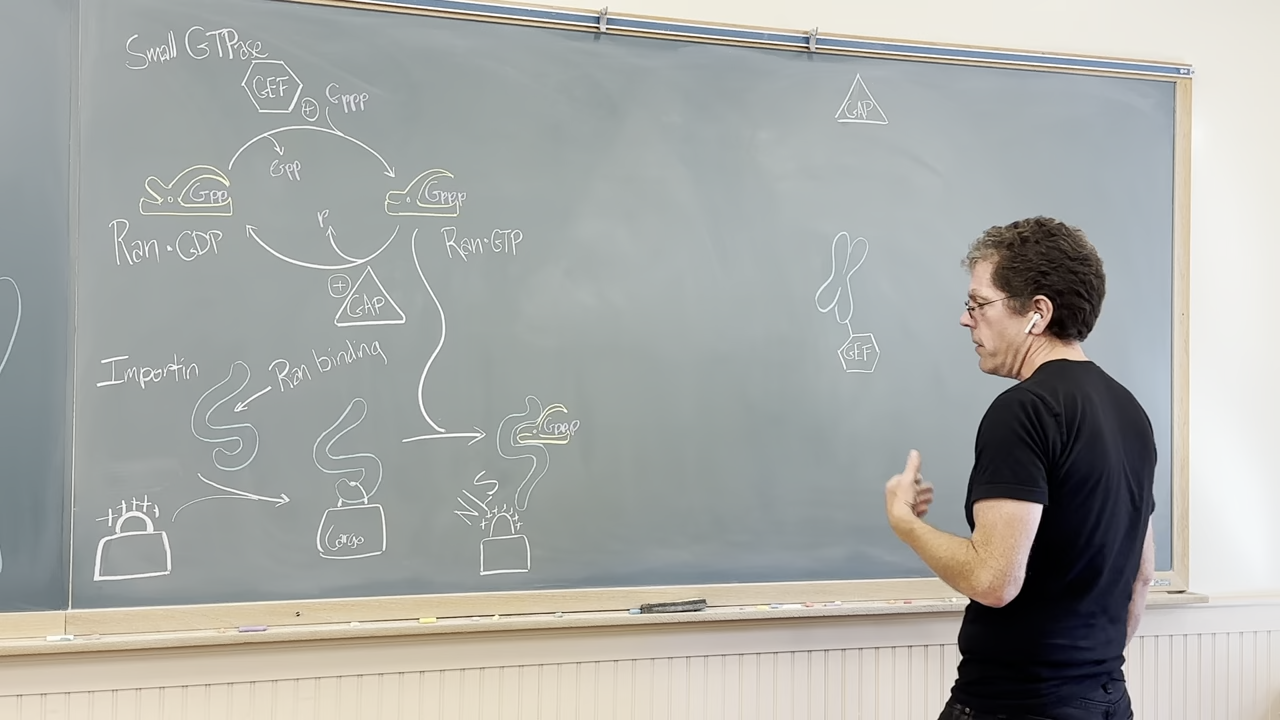 Small GTPase
GEF
+
Gppp
Gpp
Gpp
Gppp
P
Ran·GDP
Ran·GTP
+
GAP
Importin
Ran binding
Gppp
NLS
++++
++++
Cargo
GAP
GEF